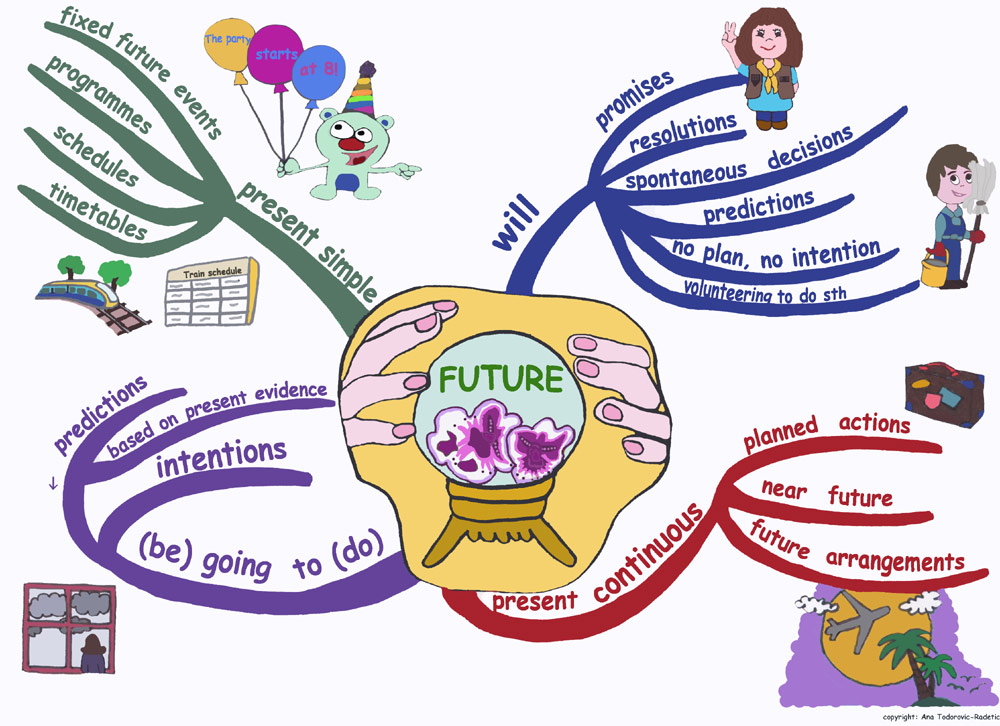 fixed future events
programmes
schedules
timetables
present simple
The party
starts
at 8!
Train schedule
will
promises
resolutions
spontaneous decisions
predictions
no plan, no intention
volunteering to do sth
FUTURE
predictions
based on present evidence
intentions
(be) going to (do)
present continuous
planned actions
near future
future arrangements
copyright: Ana Todorovic-Radetic